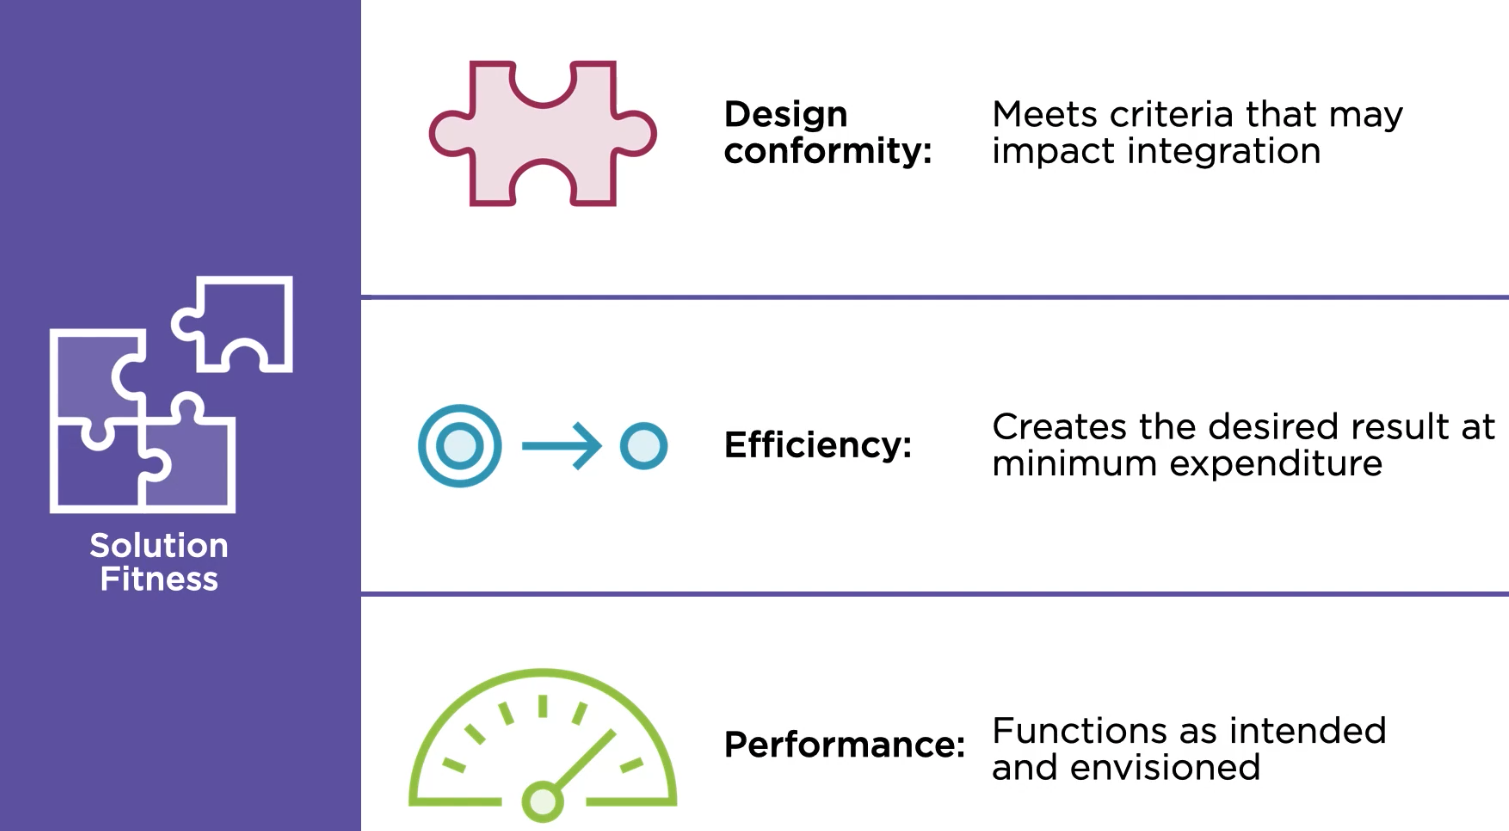 Solution
Fitness
Design
conformity:
Meets criteria that may
impact integration
Efficiency:
Creates the desired result at
minimum expenditure
Performance:
Functions as intended
and envisioned